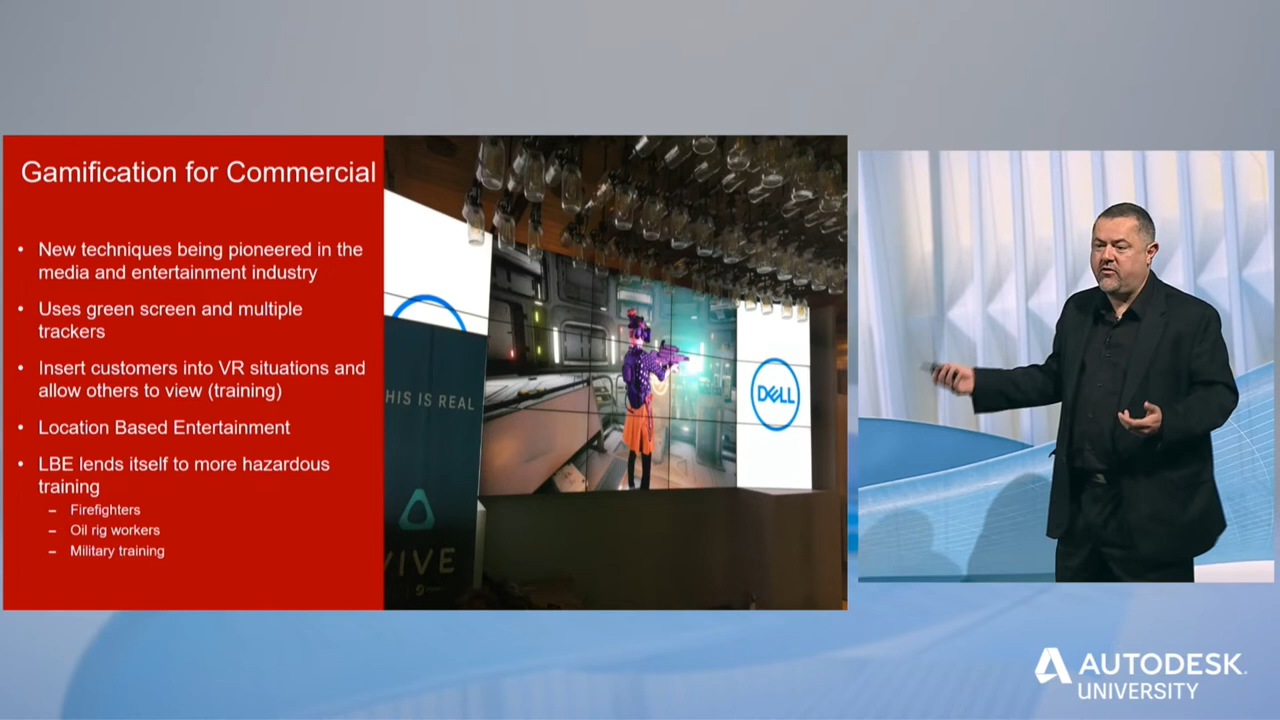 Gamification for Commercial
• New techniques being pioneered in the
media and entertainment industry
• Uses green screen and multiple
trackers
• Insert customers into VR situations and
allow others to view (training)
• Location Based Entertainment
• LBE lends itself to more hazardous
training
– Firefighters
– Oil rig workers
– Military training
HIS IS REAL
VIVE
DELL
AUTODESK.
UNIVERSITY